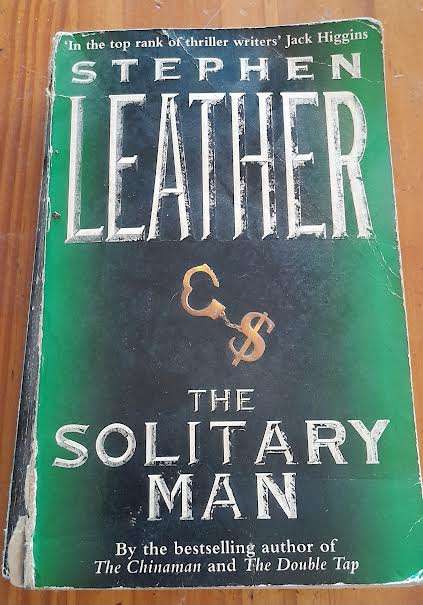 'In the top rank of thriller writers' Jack Higgins
STEPHEN
LEATHER
$
THE
SOLITARY
MAN
By the bestselling author of
The Chinaman and The Double Tap